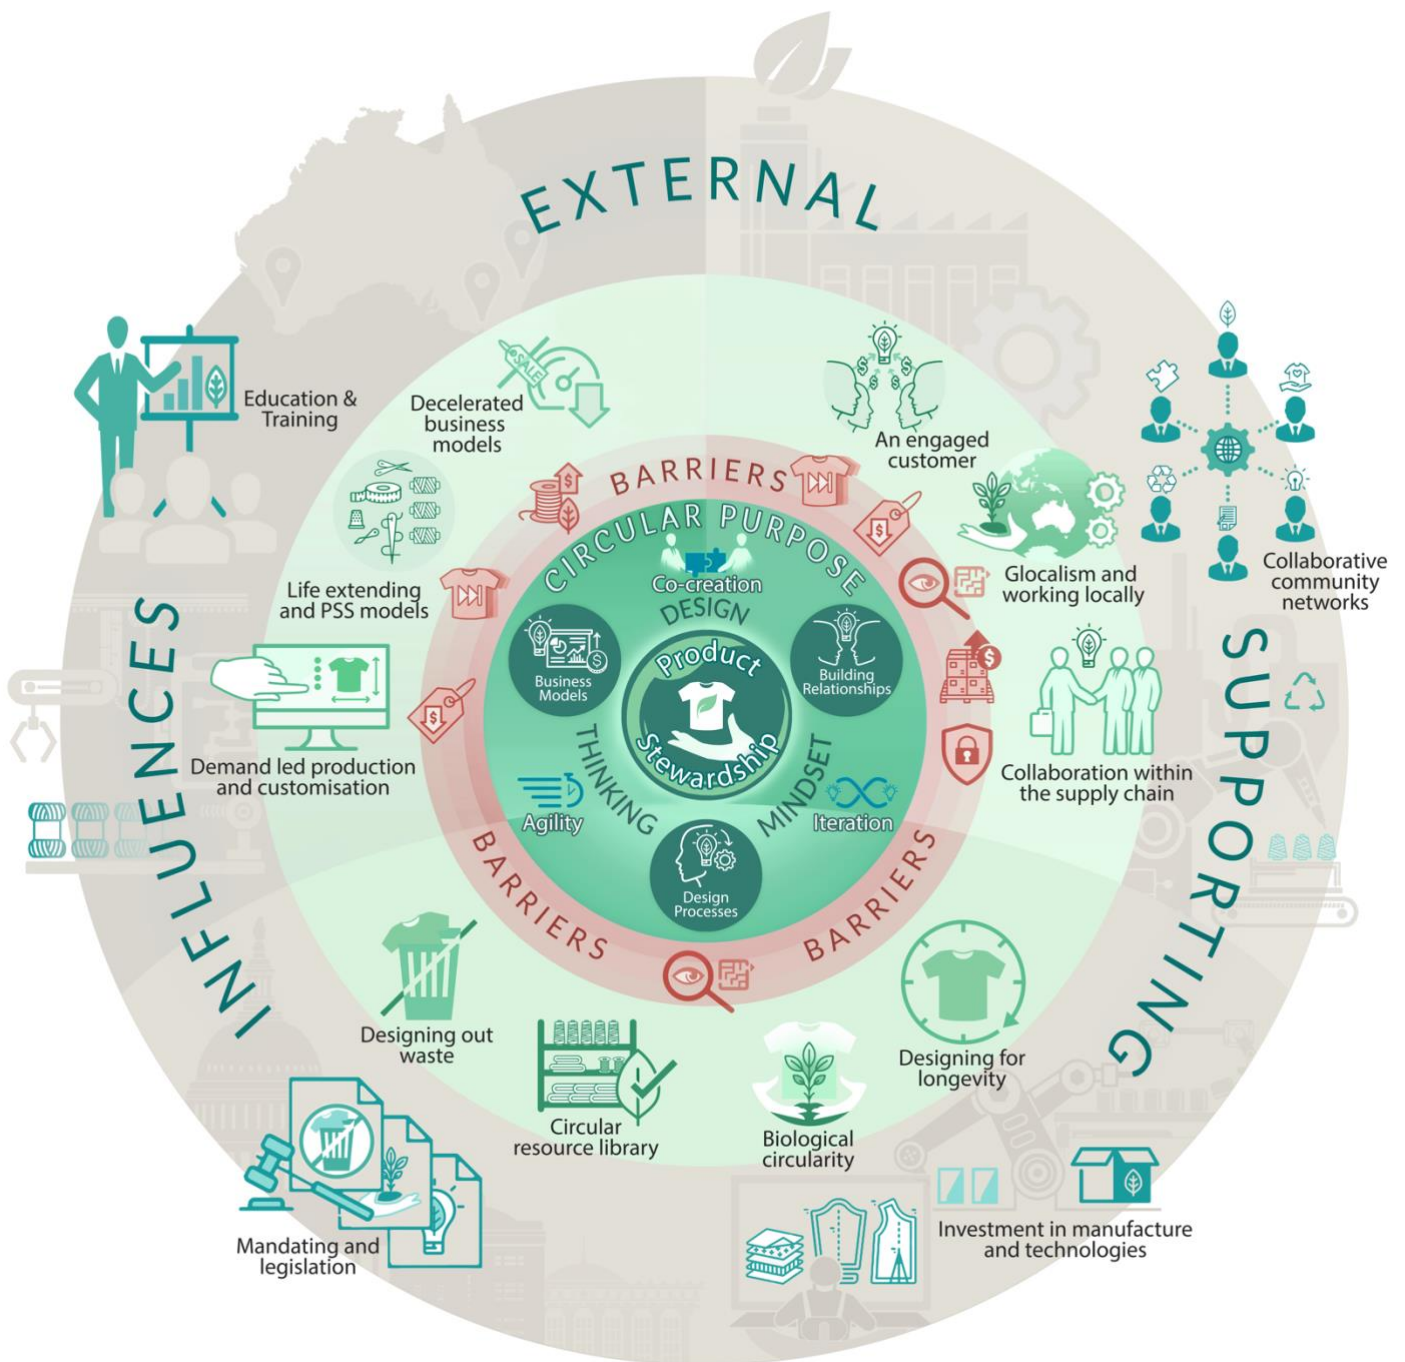 EXTERNAL
SUPPORTING
INFLUENCES
Education &
Training
Decelerated
business
models
SALE
An engaged
customer
Life extending
and PSS models
Glocalism and
working locally
Collaborative
community
networks
Demand led production
and customisation
Collaboration within
the supply chain
BARRIERS
BARRIERS
BARRIERS
CIRCULAR PURPOSE
Co-creation
DESIGN
THINKING
MINDSET
Business
Models
Building
Relationships
Product
Stewardship
Agility
Iteration
Design
Processes
Designing out
waste
Circular
resource library
Biological
circularity
Designing for
longevity
Mandating and
legislation
Investment in manufacture
and technologies